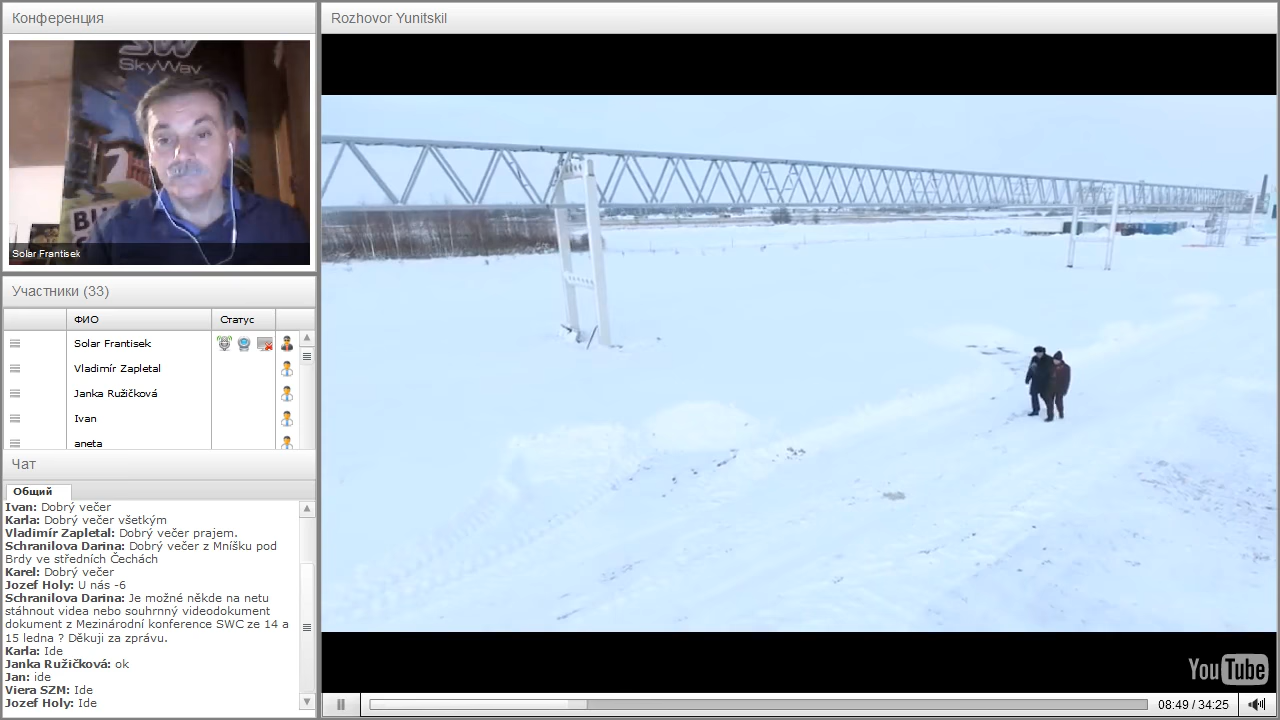 Конференция
SW
SkyWay
Solar Frantisek
Участники (33)
ФИО Статус
Solar Frantisek
Vladimír Zapletal
Janka Ružičková
Ivan
aneta
Чат
Общий
Ivan: Dobrý večer
Karla: Dobrý večer všetkým
Vladimír Zapletal: Dobrý večer prajem.
Schranilova Darina: Dobrý večer z Mníšku pod
Brdy ve středních Čechách
Karel: Dobrý večer
Jozef Holy: U nás -6
Schranilova Darina: Je možné někde na netu
stáhnout videa nebo souhrnný videodokument
dokument z Mezinárodní konference SWC ze 14 a
15 ledna ? Děkuji za zprávu.
Karla: Ide
Janka Ružičková: ok
Jan: ide
Viera SZM: Ide
Jozef Holy: Ide
Rozhovor Yunitskil
YouTube
08:49 / 34:25